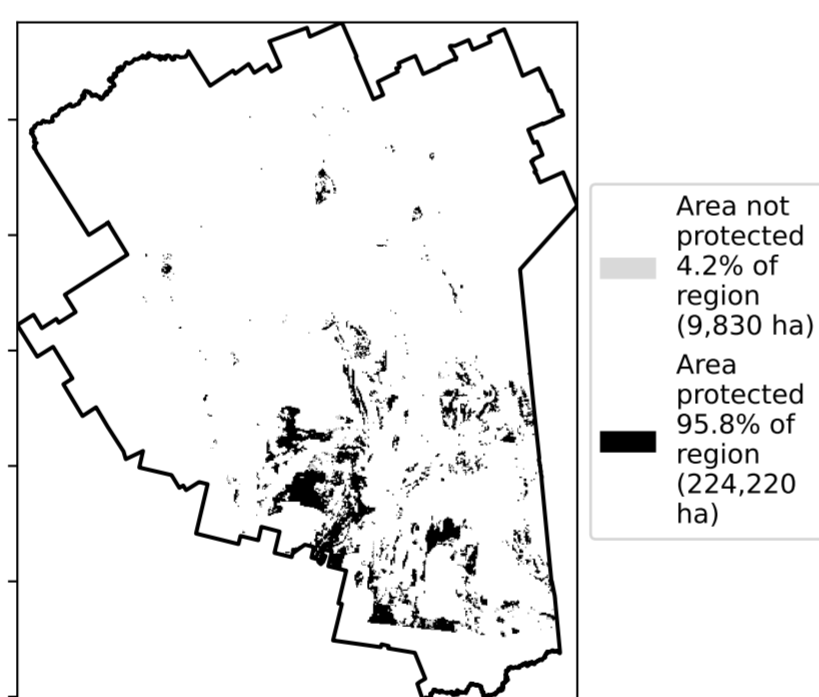 Area not
protected
4.2% of
region
(9,830 ha)
Area
protected
95.8% of
region
(224,220
ha)